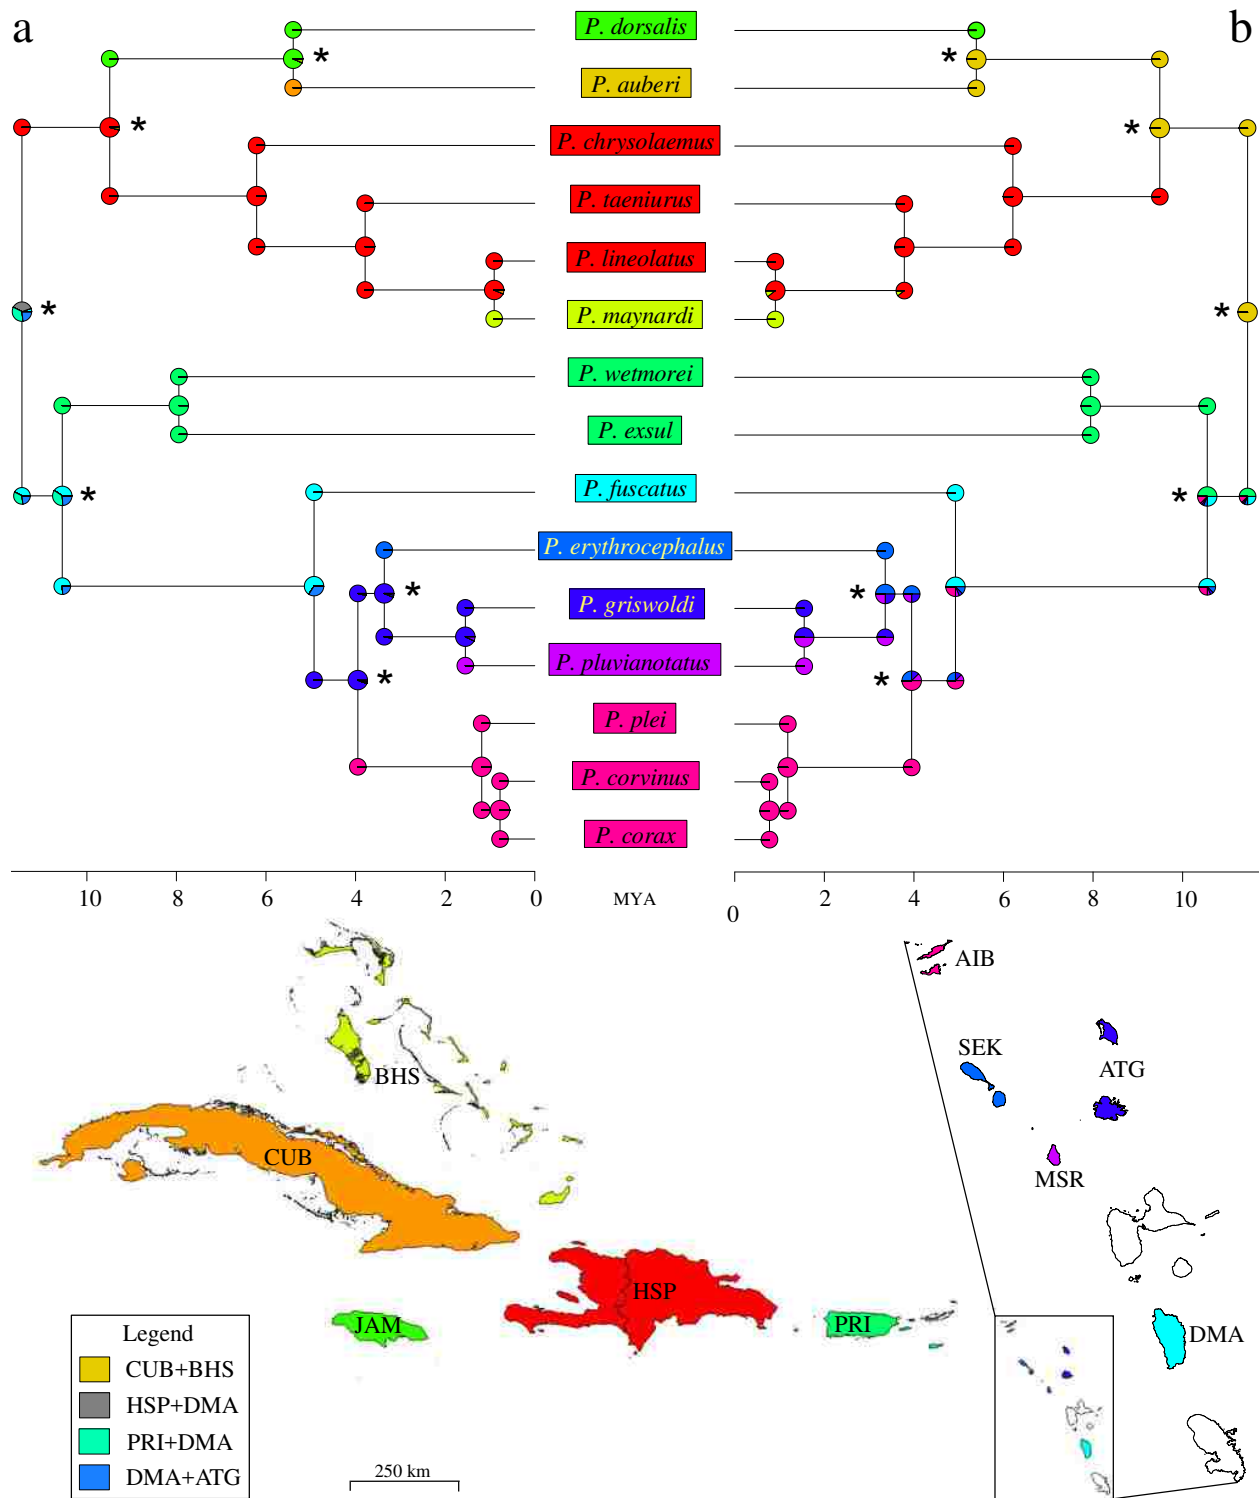 a
b
P. dorsalis
*
*
P. auberi
*
*
P. chrysolaemus
P. taeniurus
P. lineolatus
*
*
P. maynardi
P. wetmorei
P. exsul
P. fuscatus
*
*
P. erythrocephalus
*
*
P. griswoldi
P. pluvianotatus
*
*
P. plei
P. corvinus
P. corax
10 8 6 4 2 0 MYA 0 2 4 6 8 10
AIB
SEK
ATG
BHS
CUB
MSR
HSP
JAM
PRI
DMA
Legend
CUB+BHS
HSP+DMA
PRI+DMA
DMA+ATG
250 km